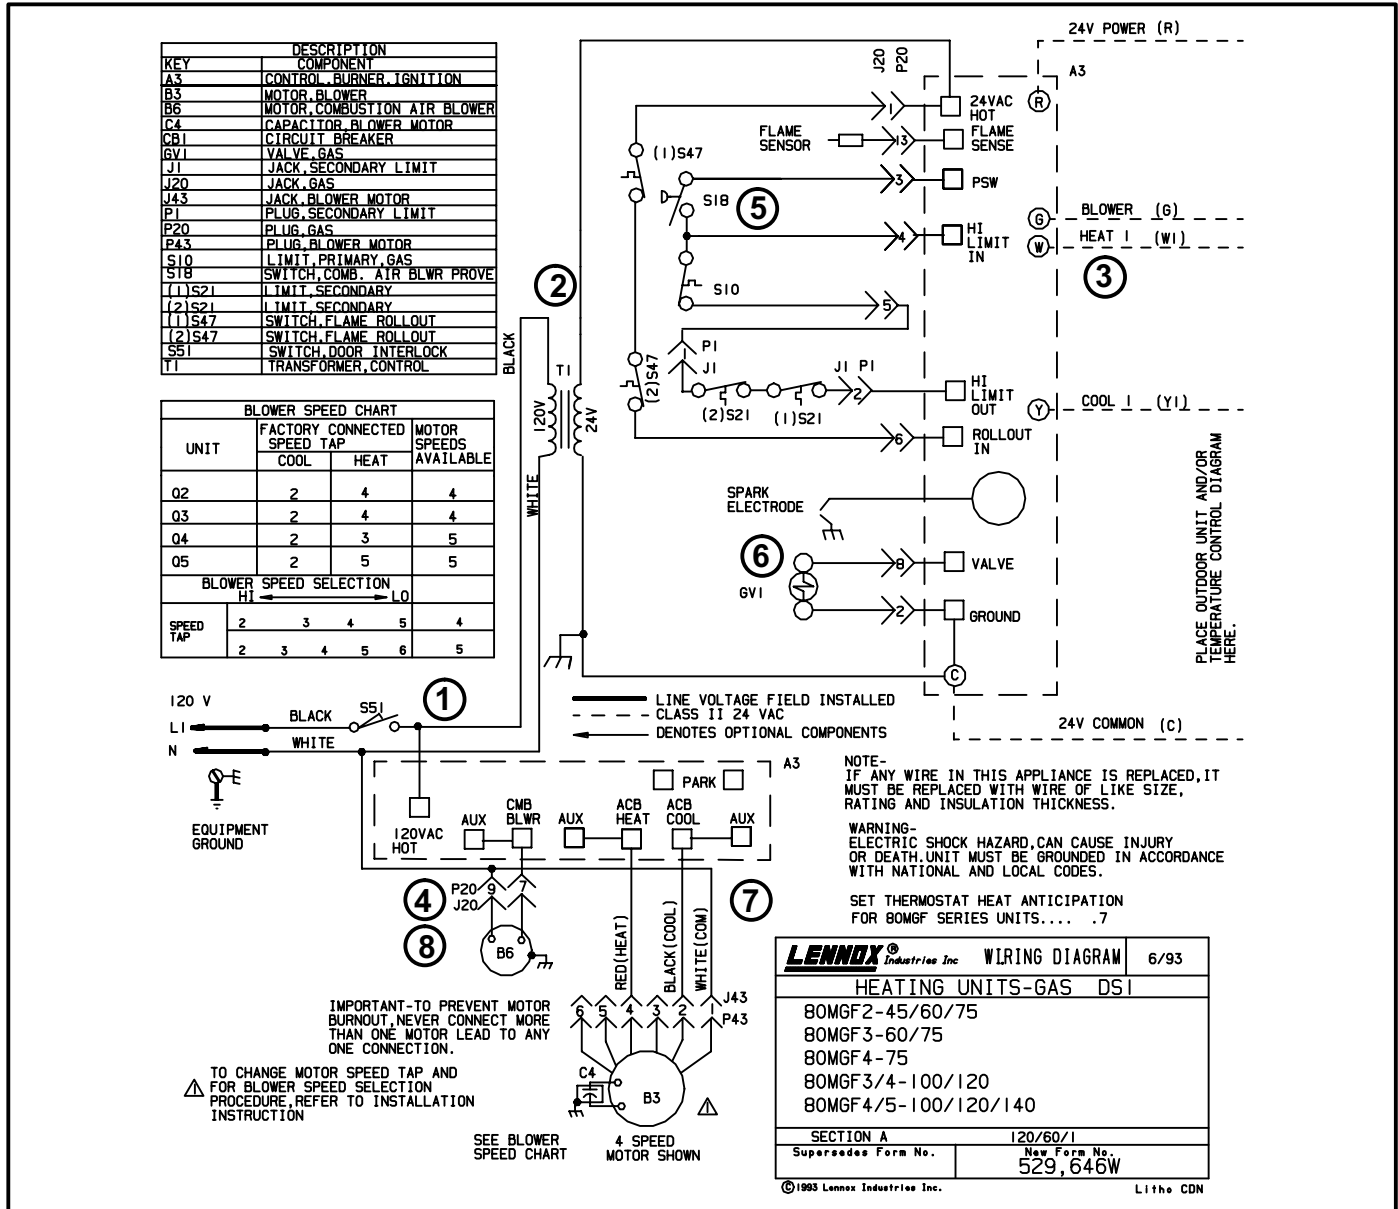 DESCRIPTION
KEY COMPONENT
A3 CONTROL,BURNER,IGNITION
B3 MOTOR,BLOWER
B6 MOTOR,COMBUSTION AIR BLOWER
C4 CAPACITOR,BLOWER MOTOR
CB1 CIRCUIT BREAKER
GV1 VALVE,GAS
J1 JACK,SECONDARY LIMIT
J20 JACK,GAS
J43 JACK,BLOWER MOTOR
P1 PLUG,SECONDARY LIMIT
P20 PLUG,GAS
P43 PLUG,BLOWER MOTOR
S10 LIMIT,PRIMARY,GAS
S18 SWITCH,COMB. AIR BLWR PROVE
(1)S21 LIMIT,SECONDARY
(2)S21 LIMIT,SECONDARY
(1)S47 SWITCH,FLAME ROLLOUT
(2)S47 SWITCH,FLAME ROLLOUT
S51 SWITCH,DOOR INTERLOCK
T1 TRANSFORMER,CONTROL
BLOWER SPEED CHART
UNIT
FACTORY CONNECTED
SPEED TAP
MOTOR
SPEEDS
AVAILABLE
COOL HEAT
Q2 2 4 4
Q3 2 4 4
Q4 2 3 5
Q5 2 5 5
BLOWER SPEED SELECTION
HI LO
SPEED
TAP
2 3 4 5 4
2 3 4 5 6 5
120 V
L1
BLACK
S51
1
N
WHITE
EQUIPMENT
GROUND
BLACK
WHITE
2
T1
120V
24V
24V POWER (R)
J20
P20
A3
R
1
24VAC
HOT
FLAME
SENSOR
13
FLAME
SENSE
(1)S47
3
PSW
S18
5
G
BLOWER (G)
4
HI
LIMIT
IN
W
HEAT 1 (W1)
3
S10
5
P1
J1
(2)S47
J1 P1
2
(2)S21
(1)S21
HI
LIMIT
OUT
Y
COOL 1 (Y1)
6
ROLLOUT
IN
PLACE OUTDOOR UNIT AND/OR
TEMPERATURE CONTROL DIAGRAM
HERE.
SPARK
ELECTRODE
6
GV1
8
VALVE
2
GROUND
C
24V COMMON (C)
LINE VOLTAGE FIELD INSTALLED
CLASS II 24 VAC
DENOTES OPTIONAL COMPONENTS
A3
PARK
120VAC
HOT
AUX
CMB
BLWR
AUX
ACB
HEAT
ACB
COOL
AUX
NOTE-
IF ANY WIRE IN THIS APPLIANCE IS REPLACED,IT
MUST BE REPLACED WITH WIRE OF LIKE SIZE,
RATING AND INSULATION THICKNESS.
WARNING-
ELECTRIC SHOCK HAZARD,CAN CAUSE INJURY
OR DEATH.UNIT MUST BE GROUNDED IN ACCORDANCE
WITH NATIONAL AND LOCAL CODES.
SET THERMOSTAT HEAT ANTICIPATION
FOR 80MGF SERIES UNITS.... .7
4
8
P20
J20
9
7
B6
7
RED(HEAT)
BLACK(COOL)
WHITE(COM)
J43
P43
6 5 4 3 2 1
C4
B3
IMPORTANT-TO PREVENT MOTOR
BURNOUT,NEVER CONNECT MORE
THAN ONE MOTOR LEAD TO ANY
ONE CONNECTION.
TO CHANGE MOTOR SPEED TAP AND
FOR BLOWER SPEED SELECTION
PROCEDURE,REFER TO INSTALLATION
INSTRUCTION
SEE BLOWER
SPEED CHART
4 SPEED
MOTOR SHOWN
LENNOX ® Industries Inc WIRING DIAGRAM 6/93
HEATING UNITS-GAS DSI
80MGF2-45/60/75
80MGF3-60/75
80MGF4-75
80MGF3/4-100/120
80MGF4/5-100/120/140
SECTION A 120/60/1
Supersedes Form No.
New Form No.
529,646W
©1993 Lennox Industries Inc.
Litho CDN